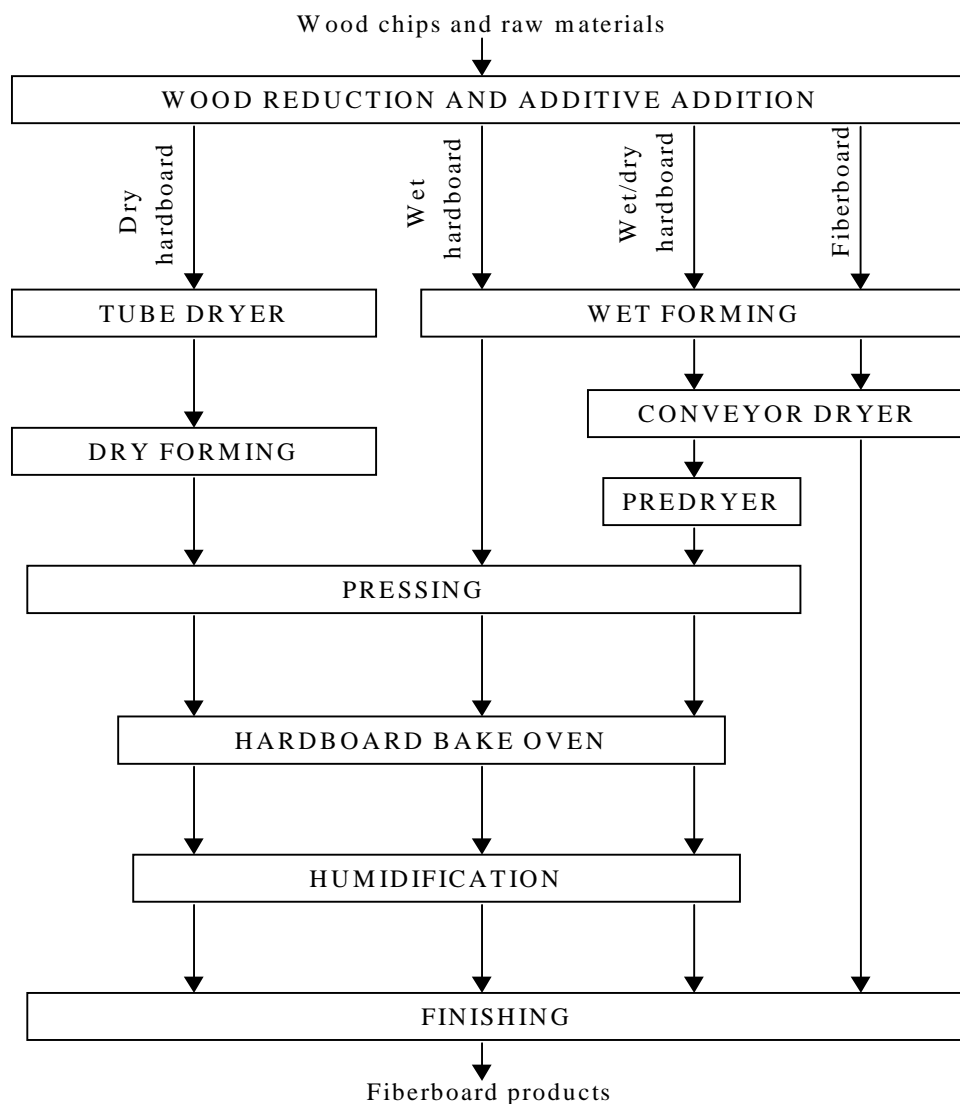 Wood chips and raw materials
WOOD REDUCTION AND ADDITIVE ADDITION
Dry
hardboard
Wet
hardboard
Wet/dry
hardboard
Fiberboard
TUBE DRYER
WET FORMING
CONVEYOR DRYER
DRY FORMING
PREDRYER
PRESSING
HARDBOARD BAKE OVEN
HUMIDIFICATION
FINISHING
Fiberboard products